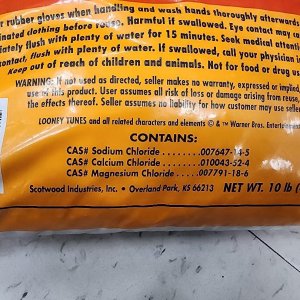 r rubber gloves when handling and wash hands thoroughly afterwards
inated clothing before reuse. Harmful if swallowed. Eye contact may ca
iately flush with plenty of water for 15 minutes. Seek medical attenti
contact, flush with plenty of water. If swallowed, call your physician i
Keep out of reach of children and animals. Not for food or drug us
WARNING: If not used as directed, seller makes no warranty, expressed or implied,
use of this product. User assumes all risk of loss or damage arising from reuse,
the effects thereof. Seller assumes no liability for how customer may use seller
LOONEY TUNES and all related characters and elements © & ™ Warner Bros. Entertainme
CONTAINS:
CAS# Sodium Chloride ........007647-14-5
CAS# Calcium Chloride ......010043-52-4
CAS# Magnesium Chloride ...007791-18-6
Scotwood Industries, Inc. • Overland Park, KS 66213
NET WT. 10 lb (